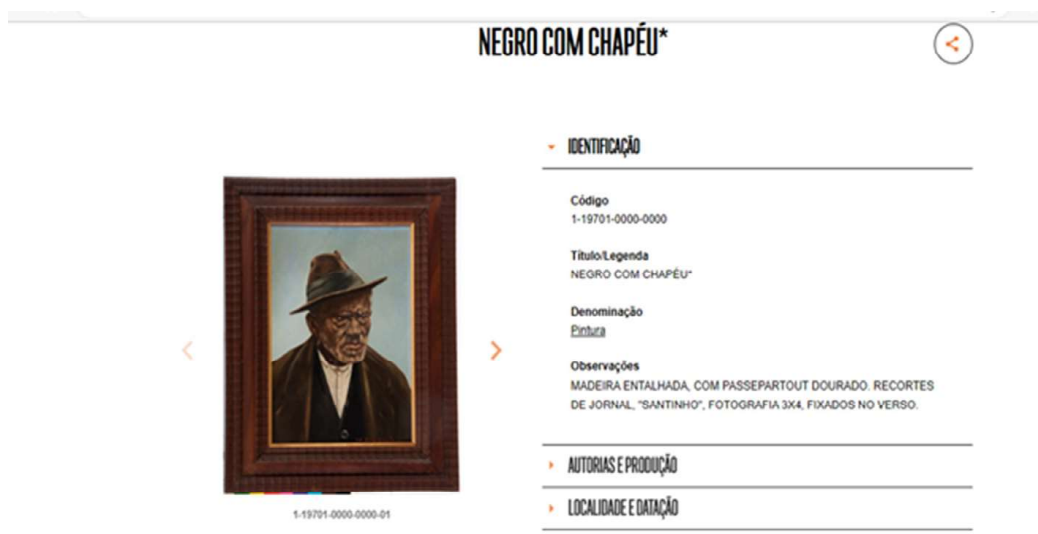 NEGRO COM CHAPÉU*
IDENTIFICAÇÃO
Código
1-19701-0000-0000
Título/Legenda
NEGRO COM CHAPÉU*
Denominação
Pintura
Observações
MADEIRA ENTALHADA, COM PASSEPARTOUT DOURADO. RECORTES
DE JORNAL, "SANTINHO", FOTOGRAFIA 3X4, FIXADOS NO VERSO.
AUTORIAS E PRODUÇÃO
LOCALIDADE E DATAÇÃO
1-19701-0000-0000-01